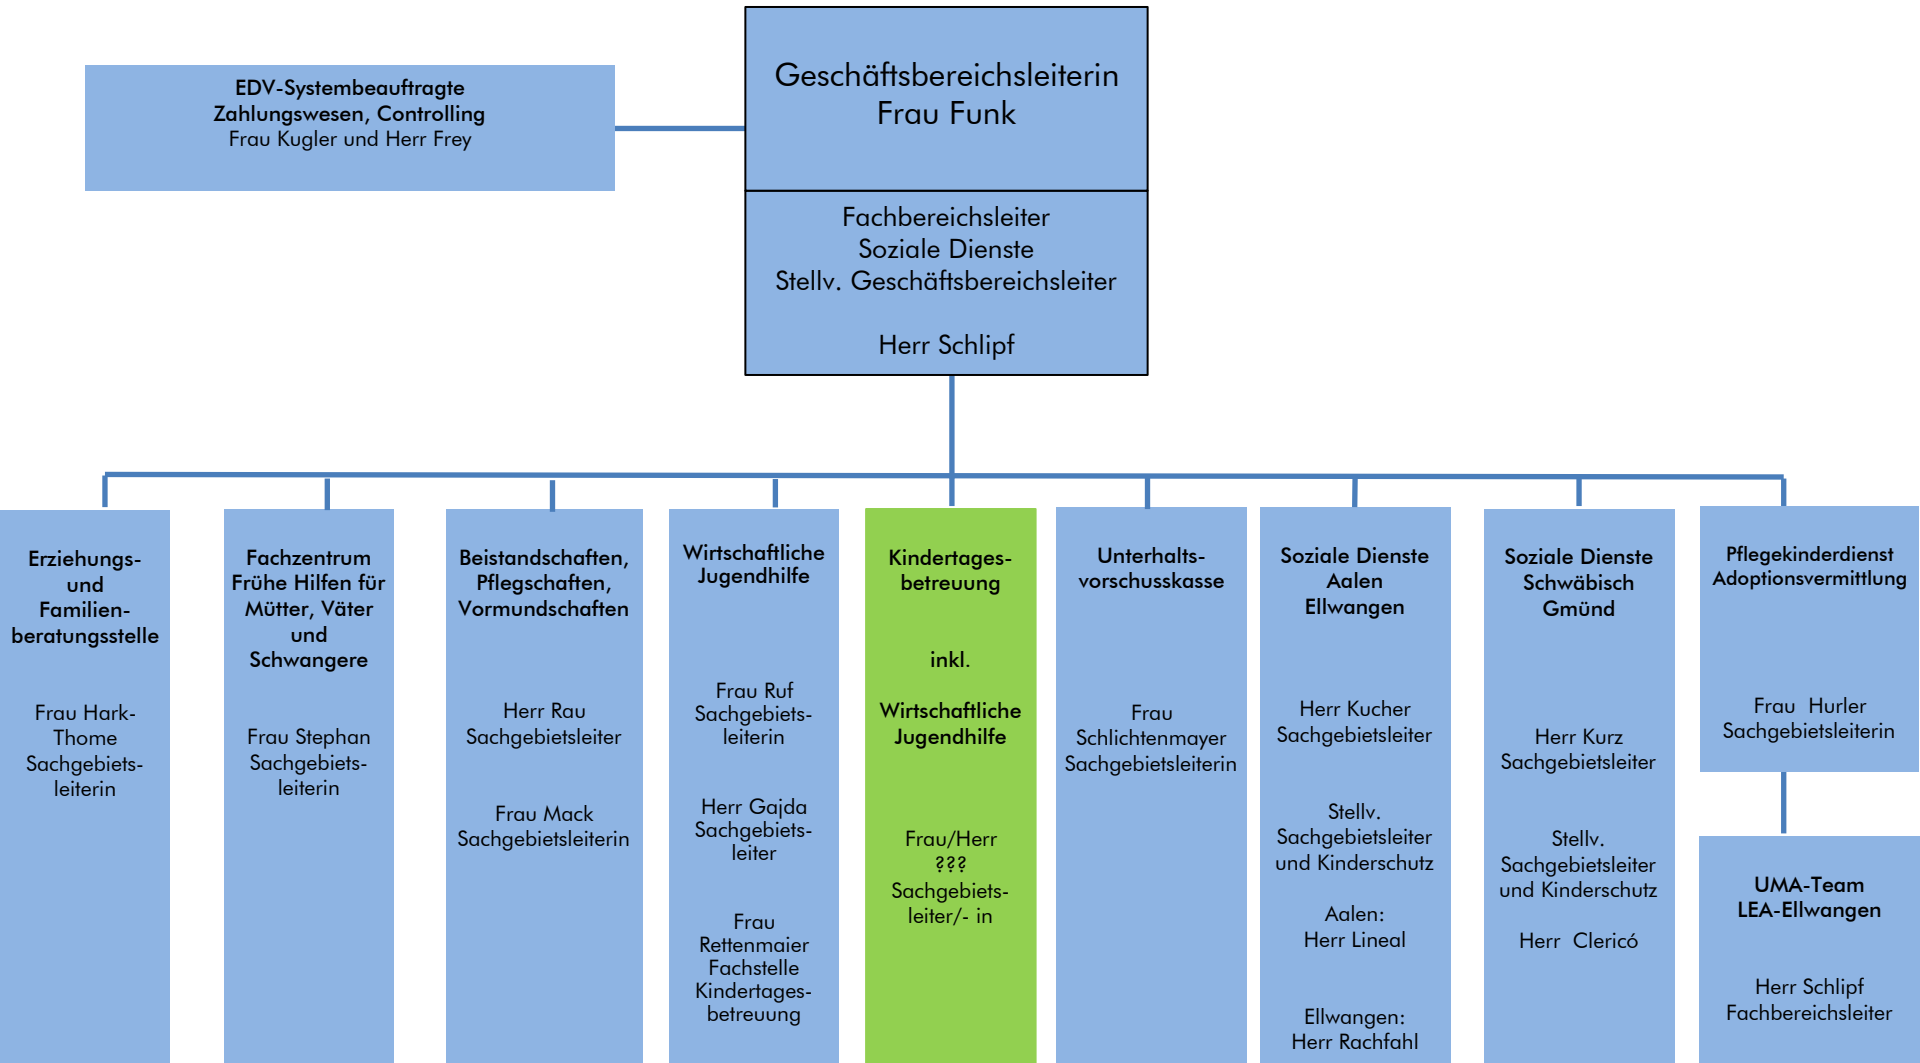 EDV-Systembeauftragte
Zahlungswesen, Controlling
Frau Kugler und Herr Frey
Geschäftsbereichsleiterin
Frau Funk
Fachbereichsleiter
Soziale Dienste
Stellv. Geschäftsbereichsleiter
Herr Schlipf
Erziehungs-
und
Familien-
beratungsstelle
Frau Hark-
Thome
Sachgebiets-
leiterin
Fachzentrum
Frühe Hilfen für
Mütter, Väter
und
Schwangere
Frau Stephan
Sachgebiets-
leiterin
Beistandschaften,
Pflegschaften,
Vormundschaften
Herr Rau
Sachgebietsleiter
Frau Mack
Sachgebietsleiterin
Wirtschaftliche
Jugendhilfe
Frau Ruf
Sachgebiets-
leiterin
Herr Gajda
Sachgebiets-
leiter
Frau
Rettenmaier
Fachstelle
Kindertages-
betreuung
Kindertages-
betreuung
inkl.
Wirtschaftliche
Jugendhilfe
Frau/Herr
???
Sachgebiets-
leiter/- in
Unterhalts-
vorschusskasse
Frau
Schlichtenmayer
Sachgebietsleiterin
Soziale Dienste
Aalen
Ellwangen
Herr Kucher
Sachgebietsleiter
Stellv.
Sachgebietsleiter
und Kinderschutz
Aalen:
Herr Lineal
Ellwangen:
Herr Rachfahl
Soziale Dienste
Schwäbisch
Gmünd
Herr Kurz
Sachgebietsleiter
Stellv.
Sachgebietsleiter
und Kinderschutz
Herr Clericó
Pflegekinderdienst
Adoptionsvermittlung
Frau Hurler
Sachgebietsleiterin
UMA-Team
LEA-Ellwangen
Herr Schlipf
Fachbereichsleiter